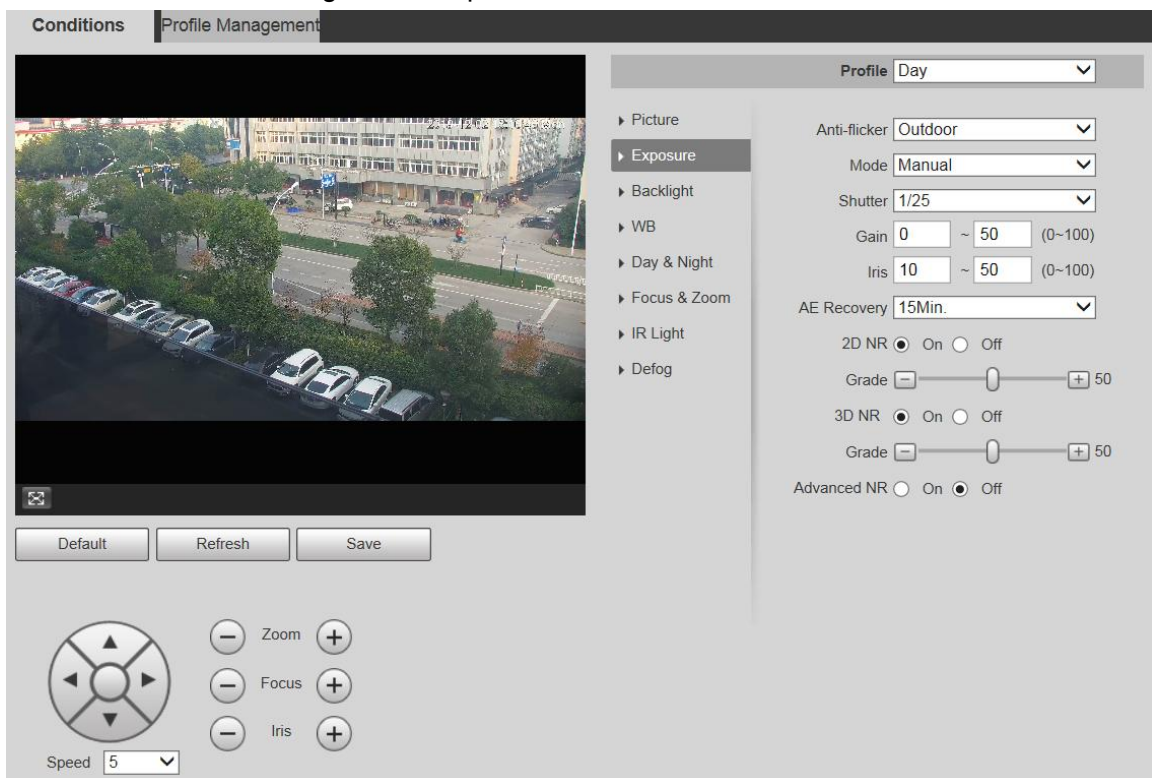 Conditions Profile Management
Profile Day
Picture
Exposure
Backlight
WB
Day & Night
Focus & Zoom
IR Light
Defog
Anti-flicker Outdoor
Mode Manual
Shutter 1/25
Gain 0 ~ 50 (0~100)
Iris 10 ~ 50 (0~100)
AE Recovery 15Min.
2D NR On Off
Grade 50
3D NR On Off
Grade 50
Advanced NR On Off
Default Refresh Save
Zoom
Focus
Iris
Speed 5